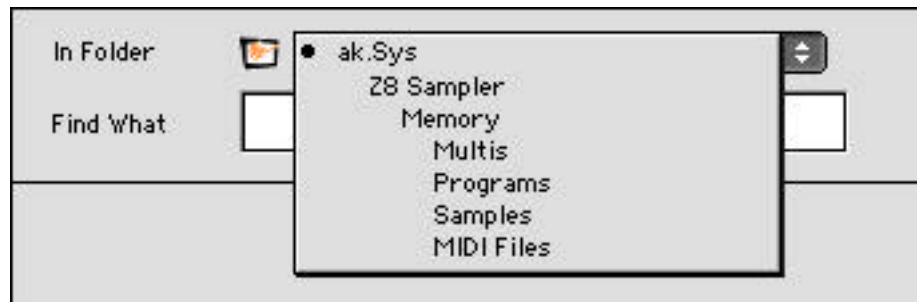 In Folder
• ak.Sys
Z8 Sampler
Memory
Multis
Programs
Samples
MIDI Files
Find What